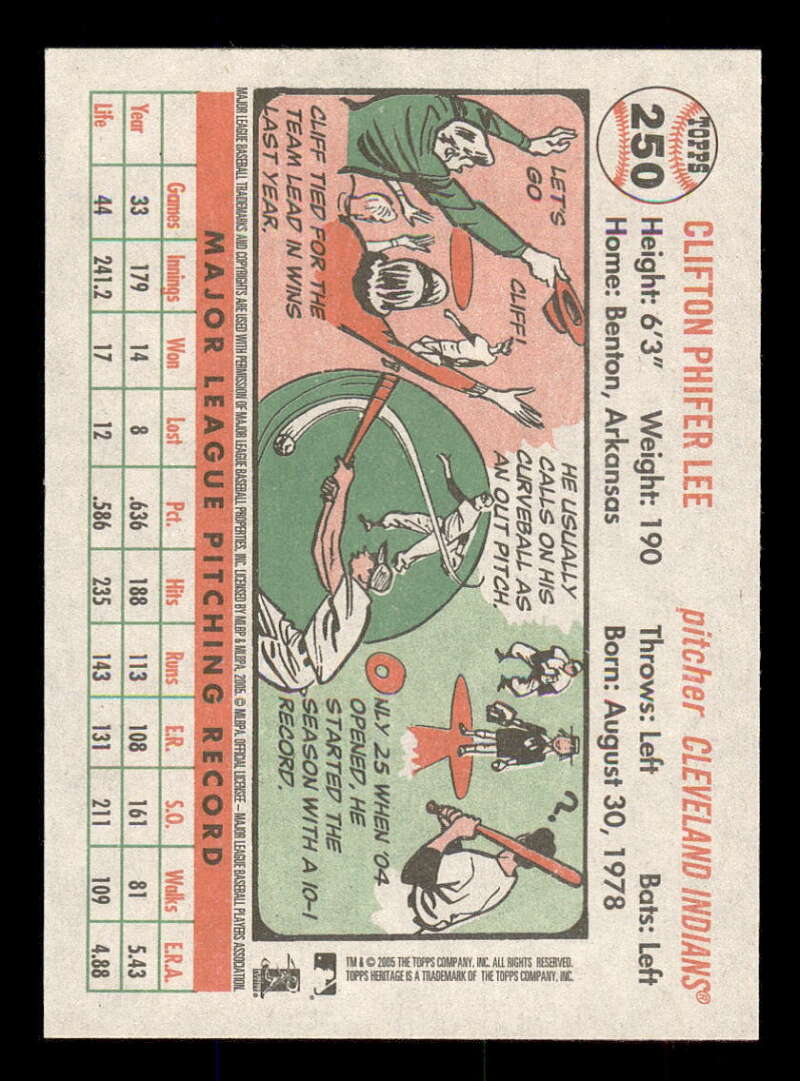 TOPPS
250
CLIFTON PHIFER LEE pitcher CLEVELAND INDIANS®
Height: 6'3" Weight: 190 Throws: Left Bats: Left
Home: Benton, Arkansas Born: August 30, 1978
LET'S
GO
CLIFF!
CLIFF TIED FOR THE
TEAM LEAD IN WINS
LAST YEAR.
HE USUALLY
CALLS ON HIS
CURVEBALL AS
AN OUT PITCH.
?
ONLY 25 WHEN '04
OPENED, HE
STARTED THE
SEASON WITH A 10-1
RECORD.
TM & © 2005 THE TOPPS COMPANY, INC. ALL RIGHTS RESERVED.
TOPPS HERITAGE IS A TRADEMARK OF THE TOPPS COMPANY, INC.
MAJOR LEAGUE BASEBALL TRADEMARKS AND COPYRIGHTS ARE USED WITH PERMISSION OF MAJOR LEAGUE BASEBALL PROPERTIES, INC. LICENSED BY MLBP & MLBPA, 2005. © MLBPA. OFFICIAL LICENSEE – MAJOR LEAGUE BASEBALL PLAYERS ASSOCIATION.
MAJOR LEAGUE PITCHING RECORD
Games Innings Won Lost Pct. Hits Runs E.R. S.O. Walks E.R.A.
Year 33 179 14 8 .636 188 113 108 161 81 5.43
Life 44 241.2 17 12 .586 235 143 131 211 109 4.88